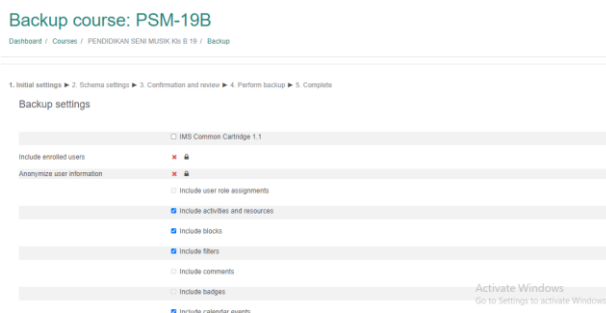 Backup course: PSM-19B
Dashboard / Courses / PENDIDIKAN SENI MUSIK Kls B 19 / Backup
1. Initial settings ► 2. Schema settings ► 3. Confirmation and review ► 4. Perform backup ► 5. Complete
Backup settings
IMS Common Cartridge 1.1
Include enrolled users
Anonymize user information
Include user role assignments
Include activities and resources
Include blocks
Include filters
Include comments
Include badges
Include calendar events
Activate Windows
Go to Settings to activate Windows